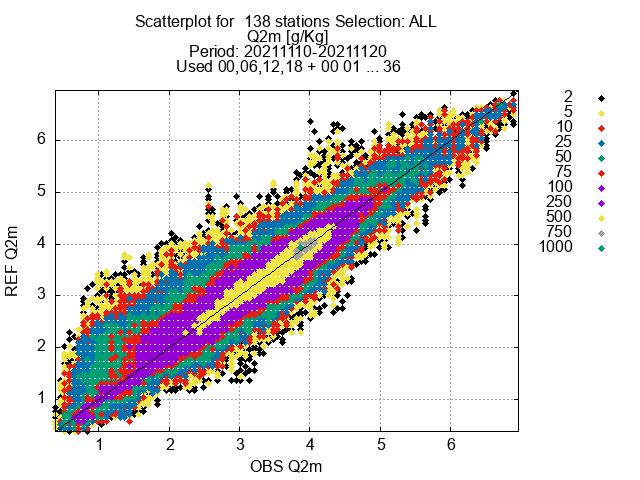 Scatterplot for 138 stations Selection: ALL
Q2m [g/Kg]
Period: 20211110-20211120
Used 00,06,12,18 + 00 01 ... 36
2
5
10
25
50
75
100
250
500
750
1000
6
5
4
3
2
1
REF Q2m
1 2 3 4 5 6
OBS Q2m